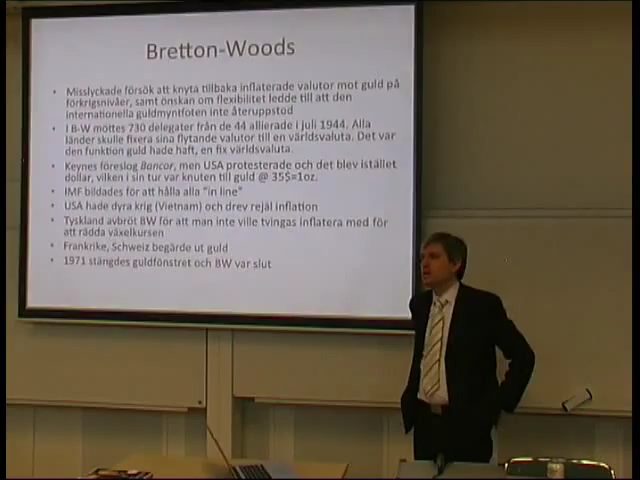 Bretton-Woods
• Misslyckade försök att knyta tillbaka inflaterade valutor mot guld på
förkrigsnivåer, samt önskan om flexibilitet ledde till att den
internationella guldmyntfoten inte återuppstod
• I B-W möttes 730 delegater från de 44 allierade i juli 1944. Alla
länder skulle fixera sina flytande valutor till en världsvaluta. Det var
den funktion guld hade haft, en fix världsvaluta.
• Keynes föreslog Bancor, men USA protesterade och det blev istället
dollar, vilken i sin tur var knuten till guld @ 35$=1oz.
• IMF bildades för att hålla alla "in line"
• USA hade dyra krig (Vietnam) och drev rejäl inflation
• Tyskland avbröt BW för att man inte ville tvingas inflatera med för
att rädda växelkursen
• Frankrike, Schweiz begärde ut guld
• 1971 stängdes guldfönstret och BW var slut